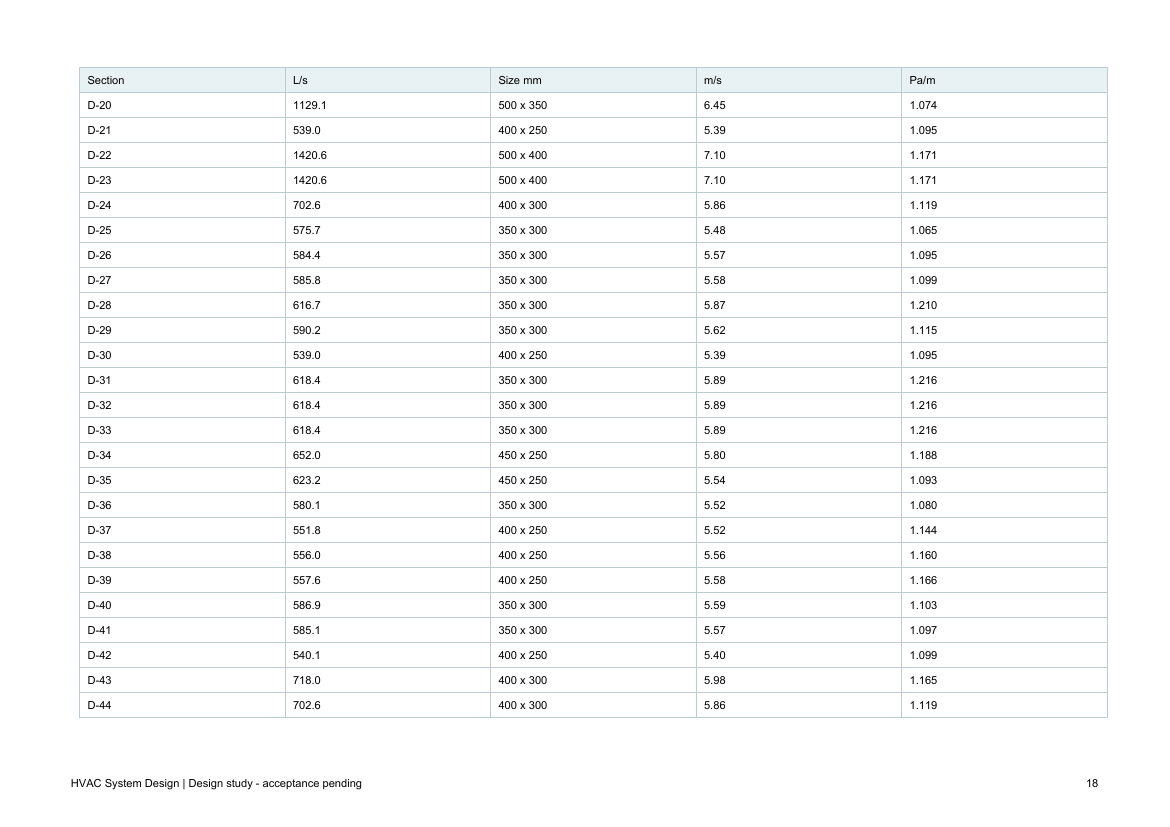 Section L/s Size mm m/s Pa/m
D-20 1129.1 500 x 350 6.45 1.074
D-21 539.0 400 x 250 5.39 1.095
D-22 1420.6 500 x 400 7.10 1.171
D-23 1420.6 500 x 400 7.10 1.171
D-24 702.6 400 x 300 5.86 1.119
D-25 575.7 350 x 300 5.48 1.065
D-26 584.4 350 x 300 5.57 1.095
D-27 585.8 350 x 300 5.58 1.099
D-28 616.7 350 x 300 5.87 1.210
D-29 590.2 350 x 300 5.62 1.115
D-30 539.0 400 x 250 5.39 1.095
D-31 618.4 350 x 300 5.89 1.216
D-32 618.4 350 x 300 5.89 1.216
D-33 618.4 350 x 300 5.89 1.216
D-34 652.0 450 x 250 5.80 1.188
D-35 623.2 450 x 250 5.54 1.093
D-36 580.1 350 x 300 5.52 1.080
D-37 551.8 400 x 250 5.52 1.144
D-38 556.0 400 x 250 5.56 1.160
D-39 557.6 400 x 250 5.58 1.166
D-40 586.9 350 x 300 5.59 1.103
D-41 585.1 350 x 300 5.57 1.097
D-42 540.1 400 x 250 5.40 1.099
D-43 718.0 400 x 300 5.98 1.165
D-44 702.6 400 x 300 5.86 1.119
HVAC System Design | Design study - acceptance pending 18